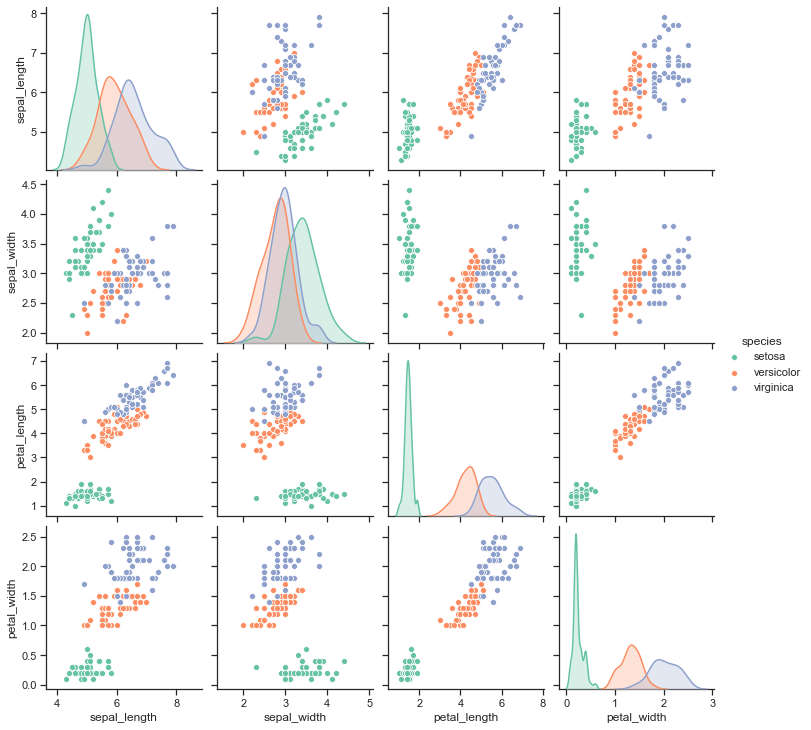 sepal_length
8
7
6
5
sepal_width
4.5
4.0
3.5
3.0
2.5
2.0
petal_length
7
6
5
4
3
2
1
petal_width
2.5
2.0
1.5
1.0
0.5
0.0
4 6 8
sepal_length
2 3 4 5
sepal_width
2 4 6 8
petal_length
0 1 2 3
petal_width
species
setosa
versicolor
virginica